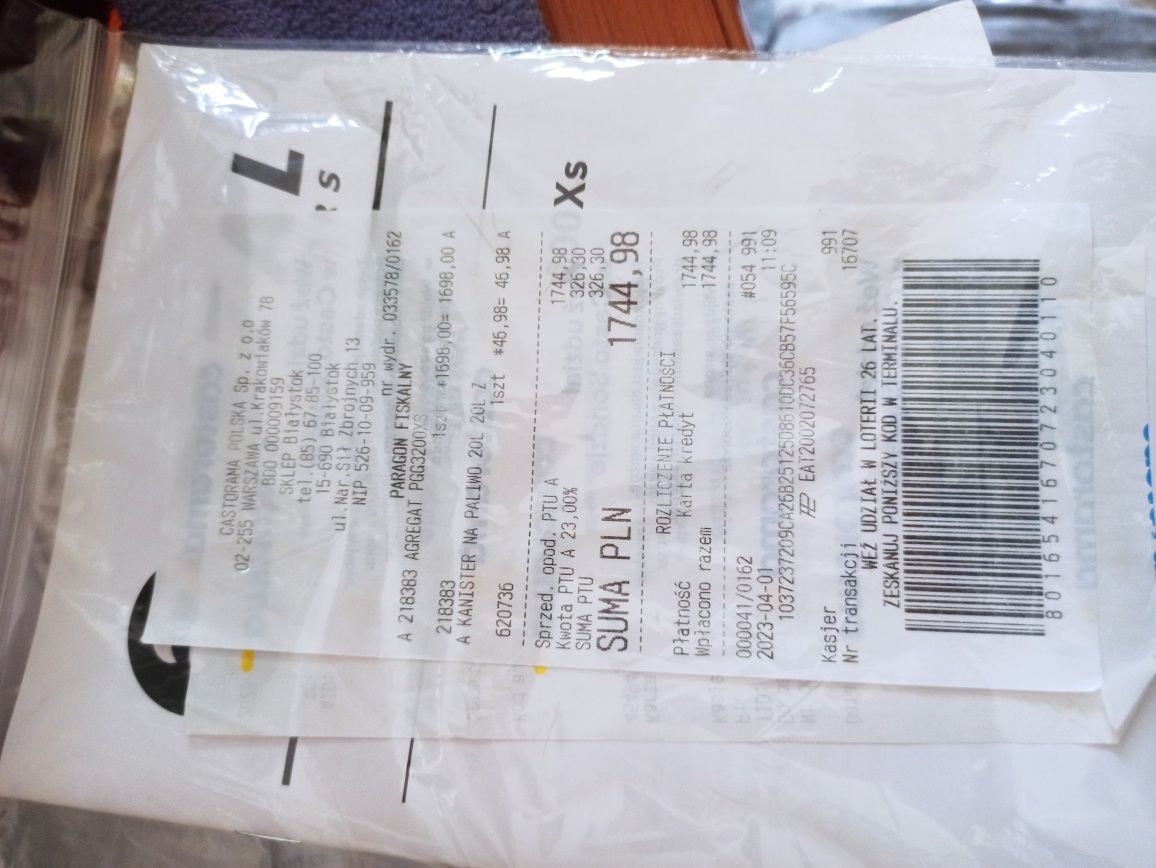 CASTORAMA POLSKA Sp. z o.o
02-255 WARSZAWA ul.Krakowiaków 78
BDO 000009159
SKLEP Białystok
tel.(85) 67-85-100
15-690 Białystok
ul.Nar.Sił Zbrojnych 13
NIP 526-10-09-959
nr wydr. 033578/0162
PARAGON FISKALNY
A 218383 AGREGAT PGG3200XS
1szt *1698,00= 1698,00 A
218383
A KANISTER NA PALIWO 20L 20L Z
1szt *46,98= 46,98 A
620736
Sprzed. opod. PTU A 1744,98
Kwota PTU A 23,00% 326,30
SUMA PTU 326,30
SUMA PLN 1744,98
ROZLICZENIE PŁATNOŚCI
Płatność Karta kredyt 1744,98
Wpłacono razem 1744,98
000041/0162 #054 991
2023-04-01 11:09
EAI2002072765
Kasjer 991
Nr transakcji 16707
WEŹ UDZIAŁ W LOTERII 26 LAT.
ZESKANUJ PONIŻSZY KOD W TERMINALU.
801654167072304010110
Xs